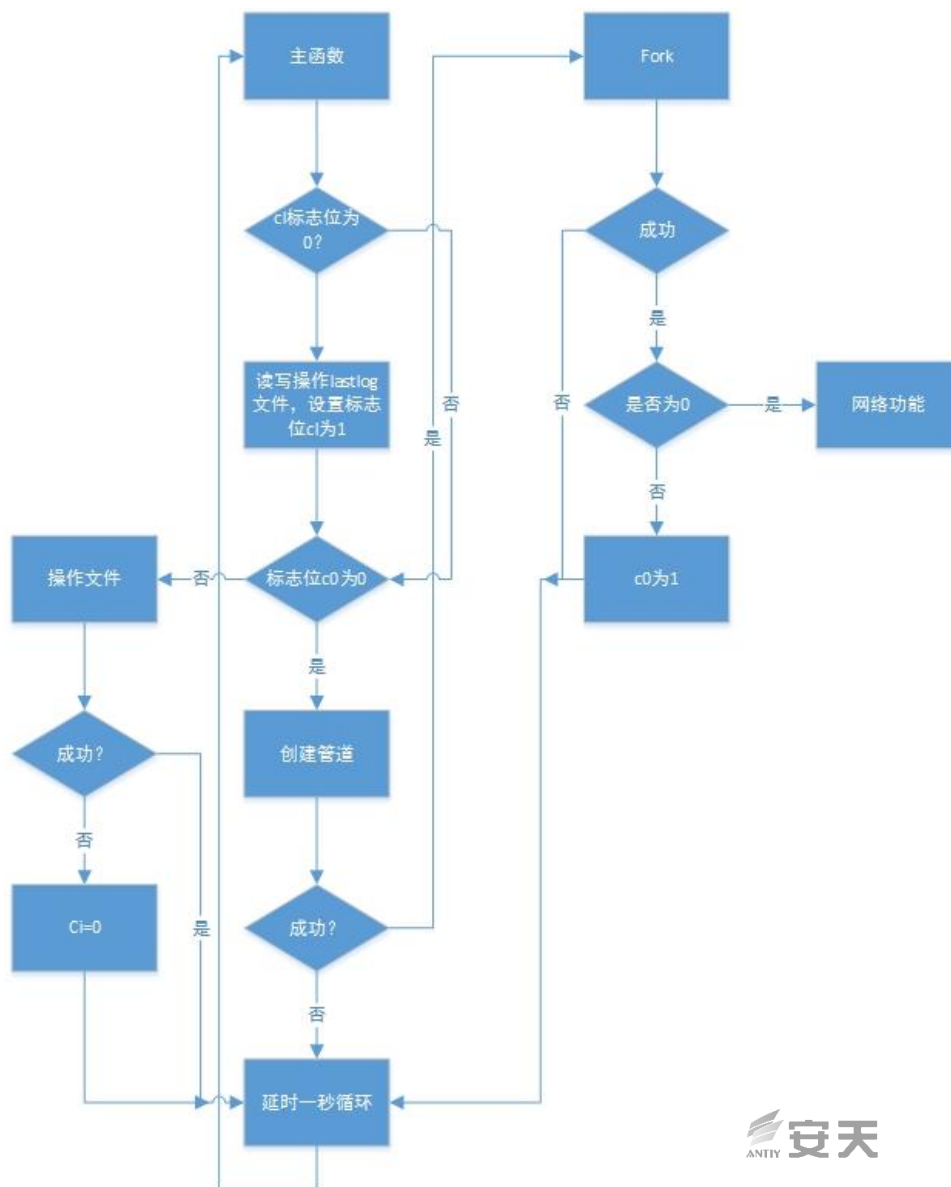 主函数
Fork
cl标志位为
0？
成功
是
读写操作lastlog
文件，设置标志
位cl为1
否
是
否
是否为0
是
网络功能
否
操作文件
否
标志位c0为0
c0为1
是
成功？
创建管道
否
Ci=0
是
成功？
否
延时一秒循环
ANTIY 安天